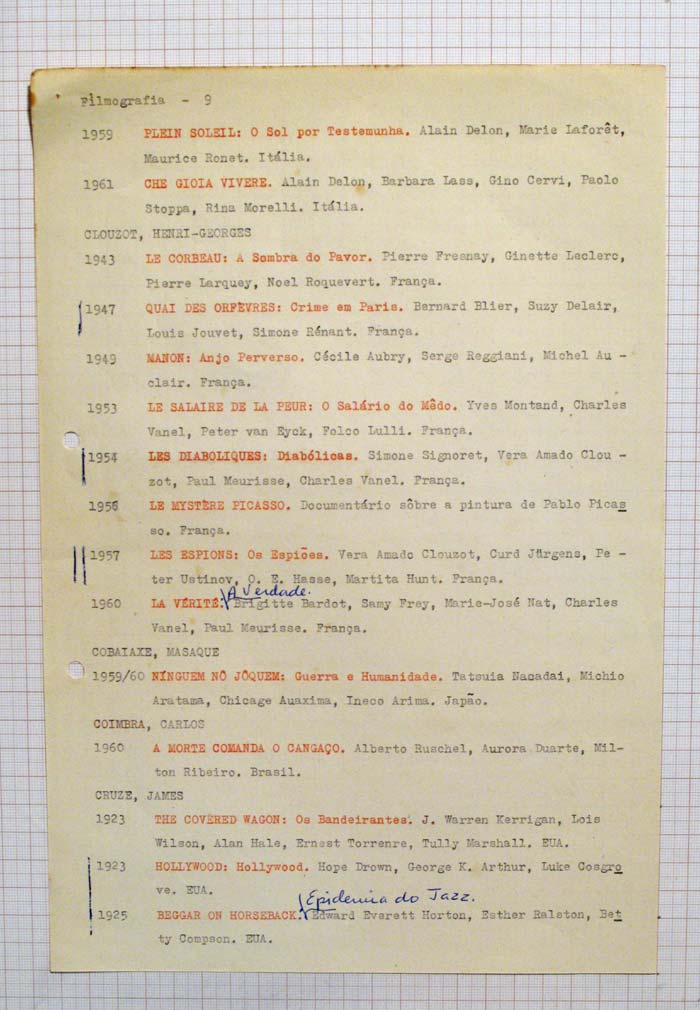 Filmografia - 9
1959 PLEIN SOLEIL: O Sol por Testemunha. Alain Delon, Marie Laforêt,
Maurice Ronet. Itália.
1961 CHE GIOIA VIVERE. Alain Delon, Barbara Lass, Gino Cervi, Paolo
Stoppa, Rina Morelli. Itália.
CLOUZOT, HENRI-GEORGES
1943 LE CORBEAU: A Sombra do Pavor. Pierre Fresnay, Ginette Leclerc,
Pierre Larquey, Noel Roquevert. França.
1947 QUAI DES ORFÈVRES: Crime em Paris. Bernard Blier, Suzy Delair,
Louis Jouvet, Simone Rénant. França.
1949 MANON: Anjo Perverso. Cécile Aubry, Serge Reggiani, Michel Au -
clair. França.
1953 LE SALAIRE DE LA PEUR: O Salário do Mêdo. Yves Montand, Charles
Vanel, Peter van Eyck, Folco Lulli. França.
1954 LES DIABOLIQUES: Diabólicas. Simone Signoret, Vera Amado Clou -
zot, Paul Meurisse, Charles Vanel. França.
1956 LE MYSTÈRE PICASSO. Documentário sôbre a pintura de Pablo Picas
so. França.
1957 LES ESPIONS: Os Espiões. Vera Amado Clouzot, Curd Jürgens, Pe -
ter Ustinov, O. E. Hasse, Martita Hunt. França.
A Verdade.
1960 LA VÉRITÉ. Brigitte Bardot, Samy Frey, Marie-José Nat, Charles
Vanel, Paul Meurisse. França.
COBAIAXE, MASAQUE
1959/60 NÍNGUEM NÔ JÔQUEM: Guerra e Humanidade. Tatsuia Nacadai, Michio
Aratama, Chicage Auaxima, Ineco Arima. Japão.
COIMBRA, CARLOS
1960 A MORTE COMANDA O CANGAÇO. Alberto Ruschel, Aurora Duarte, Mil-
ton Ribeiro. Brasil.
CRUZE, JAMES
1923 THE COVERED WAGON: Os Bandeirantes. J. Warren Kerrigan, Lois
Wilson, Alan Hale, Ernest Torrenre, Tully Marshall. EUA.
1923 HOLLYWOOD: Hollywood. Hope Drown, George K. Arthur, Luke Cosgro
ve. EUA.
Epidemia do Jazz.
1925 BEGGAR ON HORSEBACK. Edward Everett Horton, Esther Ralston, Bet
ty Compson. EUA.